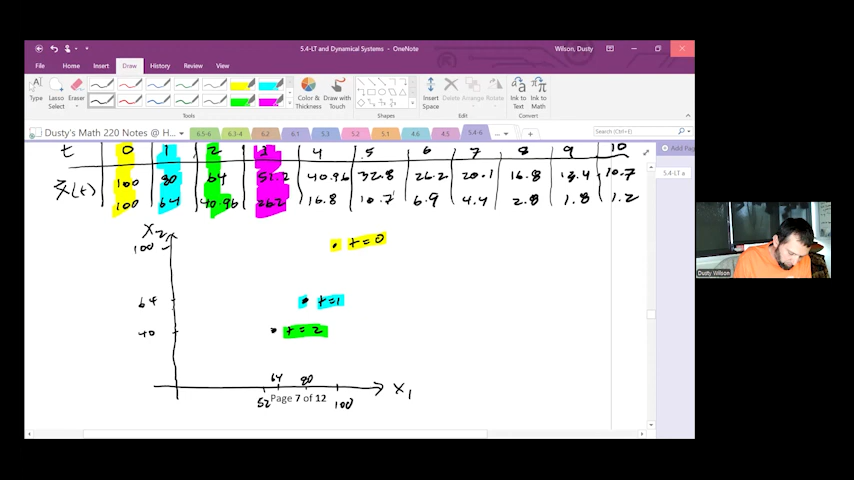 5.4-LT and Dynamical Systems - OneNote
Wilson, Dusty
File Home Insert Draw History Review View
Type Lasso Select Eraser Color & Thickness Draw with Touch Insert Space Delete Arrange Rotate Ink to Text Ink to Math
Tools Shapes Edit Convert
Dusty's Math 220 Notes @ H... 6.5-6 6.3-4 6.2 6.1 5.3 5.2 5.1 4.6 4.5 5.4-6 ...
Search (Ctrl+E)
Add Page
5.4-LT a
t 0 1 2 3 4 5 6 7 8 9 10
x(t) 100 80 64 51.2 40.96 32.8 26.2 20.1 16.8 13.4 10.7
100 64 40.96 26.2 16.8 10.7 6.9 4.4 2.8 1.8 1.2
x2
100
t=0
64
t=1
40
t=2
64 80
x1
52 100
Page 7 of 12
Dusty Wilson